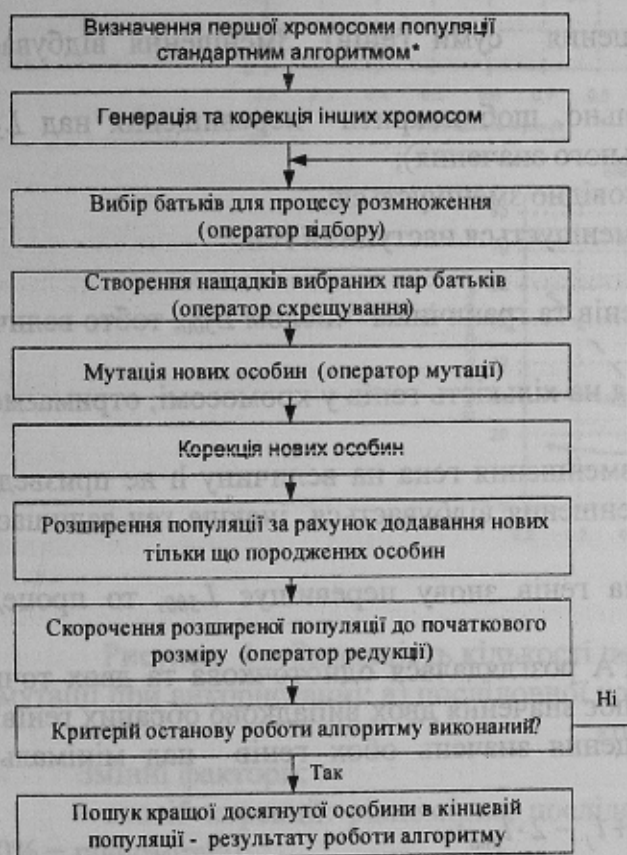 Визначення першої хромосоми популяції
стандартним алгоритмом*
Генерація та корекція інших хромосом
Вибір батьків для процесу розмноження
(оператор відбору)
Створення нащадків вибраних пар батьків
(оператор схрещування)
Мутація нових особин (оператор мутації)
Корекція нових особин
Розширення популяції за рахунок додавання нових
тільки що породжених особин
Скорочення розширеної популяції до початкового
розміру (оператор редукції)
Критерій останову роботи алгоритму виконаний?
Ні
Так
Пошук кращої досягнутої особини в кінцевій
популяції - результату роботи алгоритму